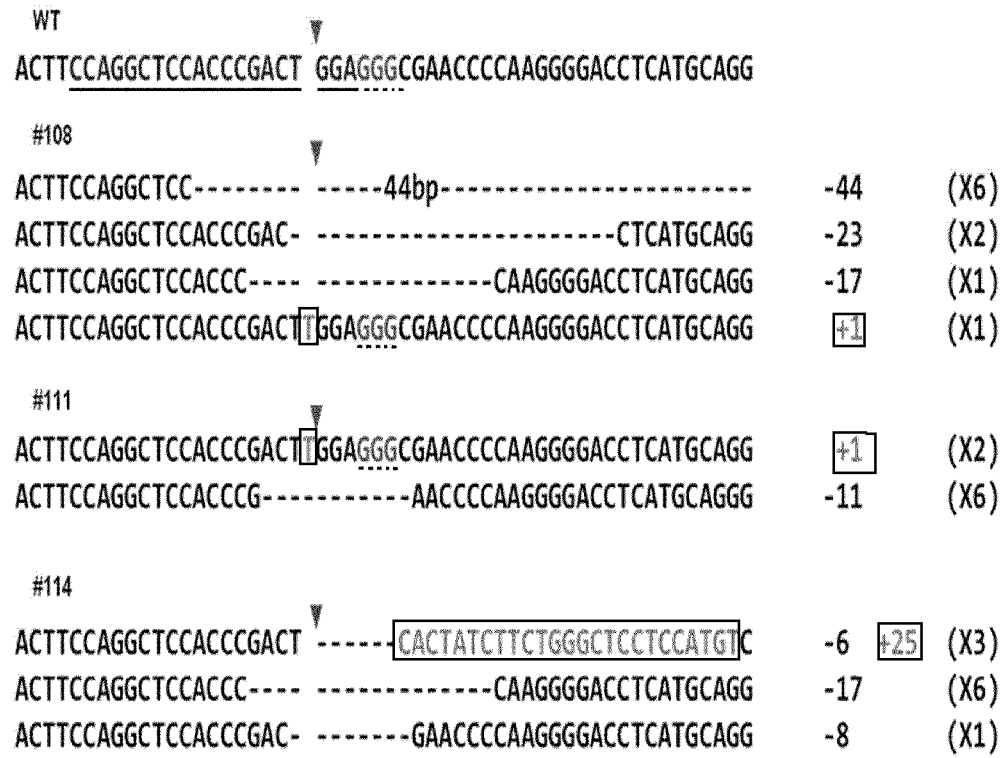 WT
ACTTCCAGGCTCCACCCGACT GGAGGGCGAACCCCAAGGGGACCTCATGCAGG
#108
ACTTCCAGGCTCC-------- -----44bp----------------------- -44 (X6)
ACTTCCAGGCTCCACCCGAC- ----------------------CTCATGCAGG -23 (X2)
ACTTCCAGGCTCCACCC---- -------------CAAGGGGACCTCATGCAGG -17 (X1)
ACTTCCAGGCTCCACCCGACTTGGAGGGCGAACCCCAAGGGGACCTCATGCAGG +1 (X1)
#111
ACTTCCAGGCTCCACCCGACTTGGAGGGCGAACCCCAAGGGGACCTCATGCAGG +1 (X2)
ACTTCCAGGCTCCACCCG-----------AACCCCAAGGGGACCTCATGCAGGG -11 (X6)
#114
ACTTCCAGGCTCCACCCGACT ------CACTATCTTCTGGGCTCCTCCATGTC -6 +25 (X3)
ACTTCCAGGCTCCACCC---- -------------CAAGGGGACCTCATGCAGG -17 (X6)
ACTTCCAGGCTCCACCCGAC- -------GAACCCCAAGGGGACCTCATGCAGG -8 (X1)